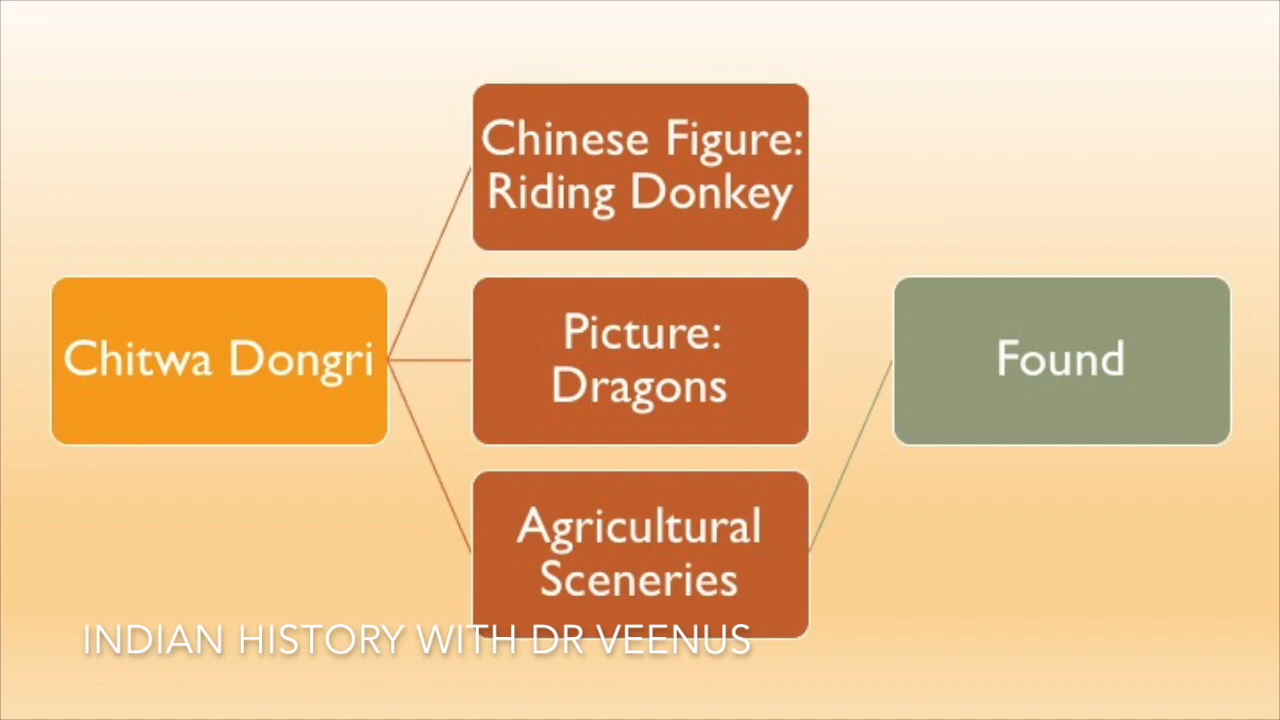 Chitwa Dongri
Chinese Figure:
Riding Donkey
Picture:
Dragons
Agricultural
Sceneries
Found
INDIAN HISTORY WITH DR VEENUS